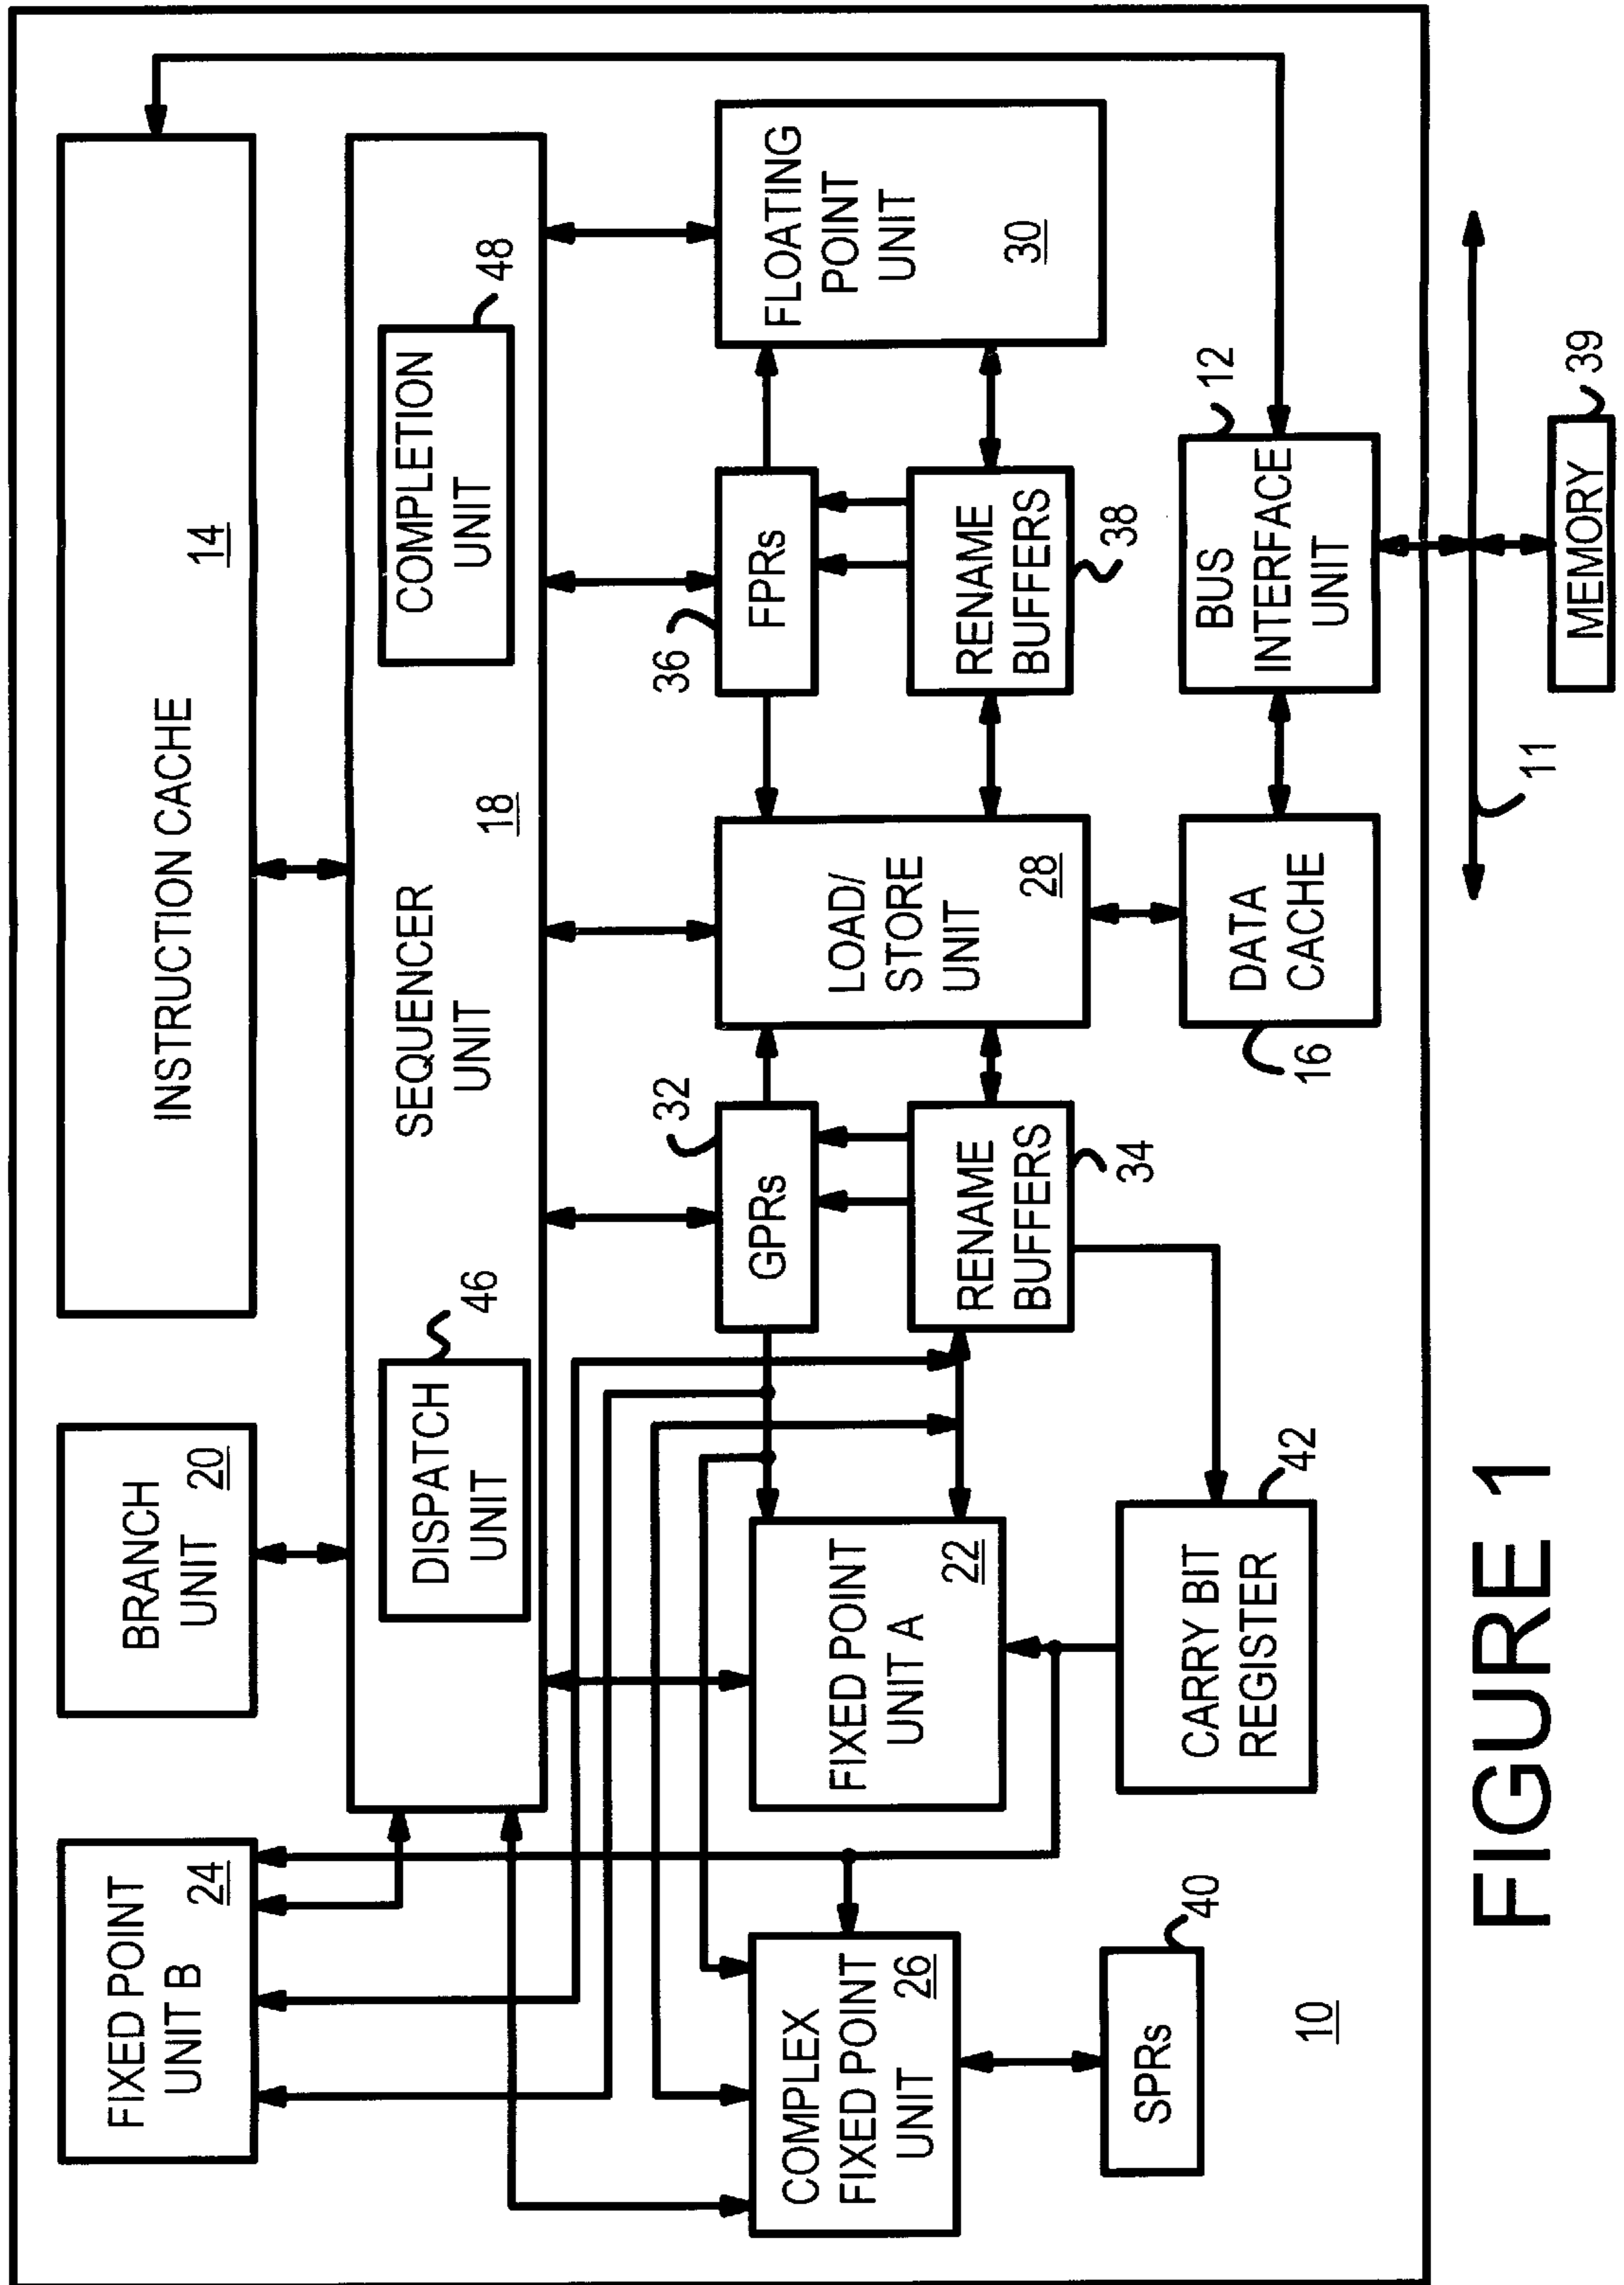 INSTRUCTION CACHE
14
BRANCH
UNIT
20
FIXED POINT
UNIT B
24
SEQUENCER
UNIT
18
DISPATCH
UNIT
46
COMPLETION
UNIT
48
COMPLEX
FIXED POINT
UNIT
26
FIXED POINT
UNIT A
22
GPRs
32
LOAD/
STORE
UNIT
28
FPRs
36
FLOATING
POINT
UNIT
30
RENAME
BUFFERS
34
RENAME
BUFFERS
38
SPRs
40
CARRY BIT
REGISTER
42
DATA
CACHE
16
BUS
INTERFACE
UNIT
12
10
11
MEMORY
39
FIGURE 1